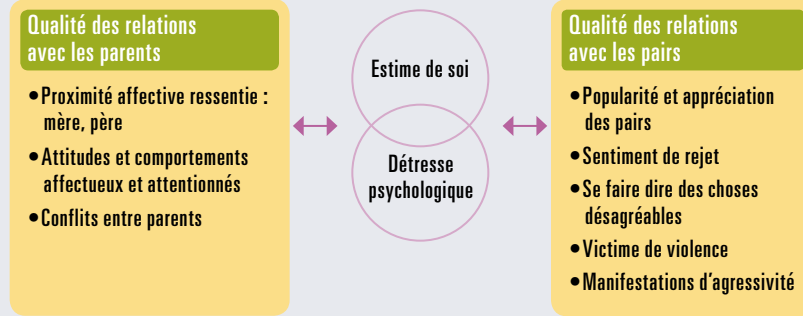 Qualité des relations
avec les parents
•Proximité affective ressentie :
mère, père
•Attitudes et comportements
affectueux et attentionnés
•Conflits entre parents
Estime de soi
Détresse
psychologique
Qualité des relations
avec les pairs
•Popularité et appréciation
des pairs
•Sentiment de rejet
•Se faire dire des choses
désagréables
•Victime de violence
•Manifestations d'agressivité